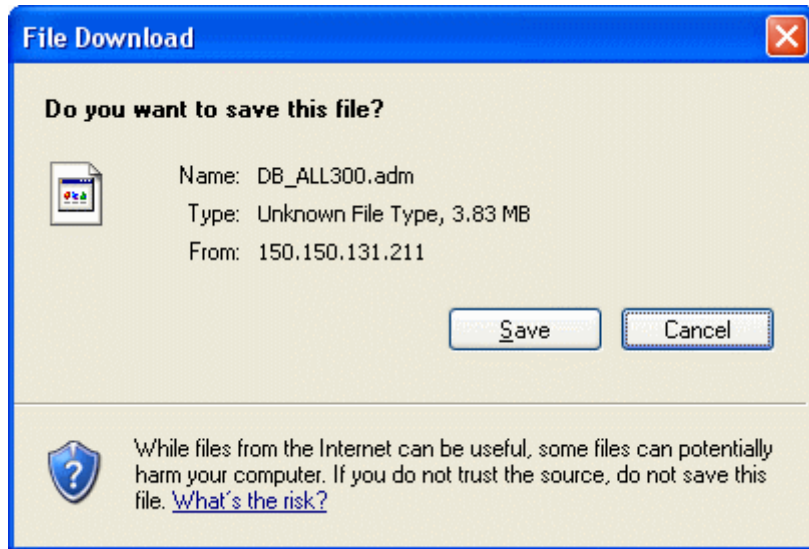 File Download
Do you want to save this file?
Name: DB_ALL300.adm
Type: Unknown File Type, 3.83 MB
From: 150.150.131.211
Save Cancel
While files from the Internet can be useful, some files can potentially
harm your computer. If you do not trust the source, do not save this
file. What's the risk?